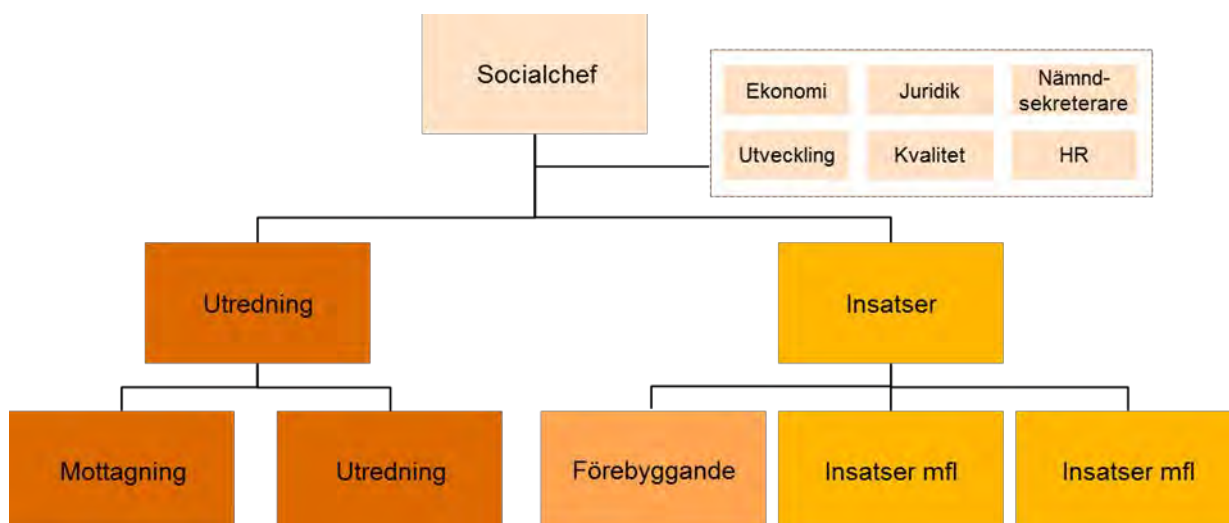 Socialchef
Ekonomi
Juridik
Nämnd-
sekreterare
Utveckling
Kvalitet
HR
Utredning
Insatser
Mottagning
Utredning
Förebyggande
Insatser mfl
Insatser mfl